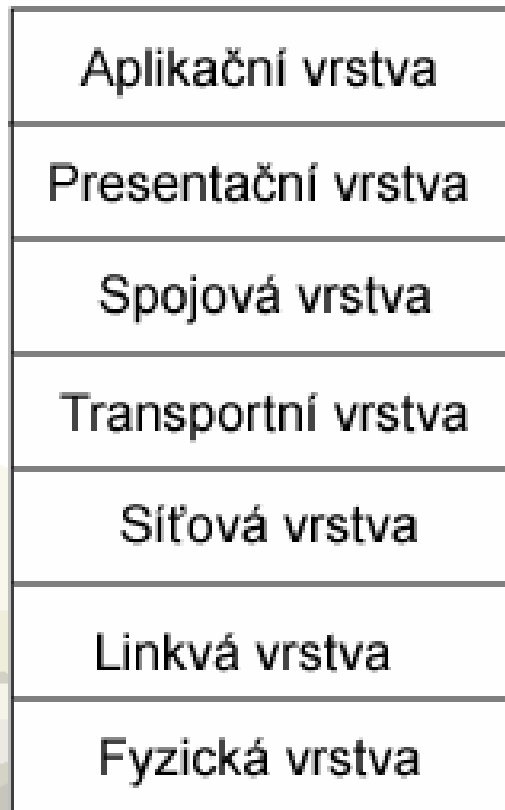 Aplikační vrstva
Presentační vrstva
Spojová vrstva
Transportní vrstva
Síťová vrstva
Linkvá vrstva
Fyzická vrstva